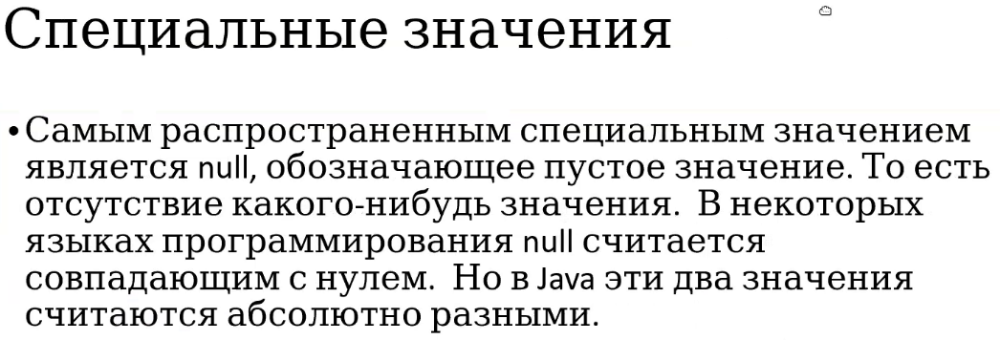 Специальные значения
•Самым распространенным специальным значением
является null, обозначающее пустое значение. То есть
отсутствие какого-нибудь значения.  В некоторых
языках программирования null считается
совпадающим с нулем.  Но в Java эти два значения
считаются абсолютно разными.